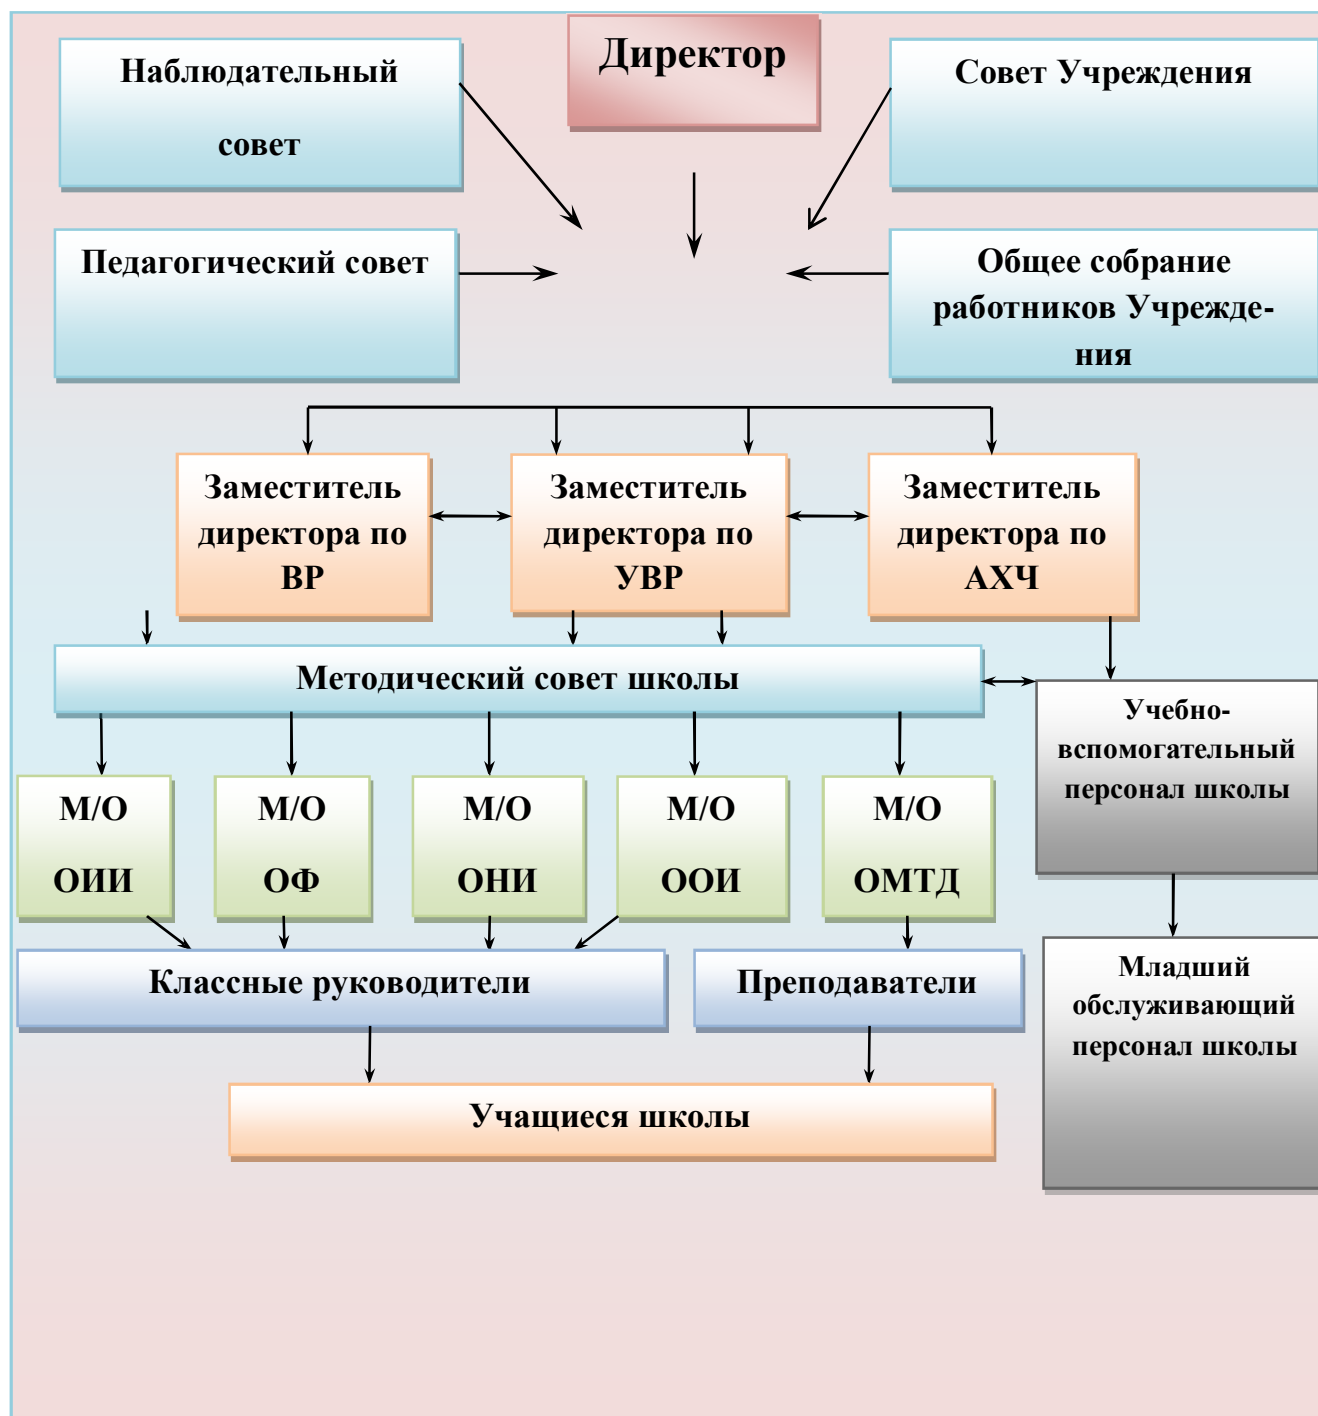 Директор
Наблюдательный
совет
Совет Учреждения
Педагогический совет
Общее собрание
работников Учрежде-
ния
Заместитель
директора по
ВР
Заместитель
директора по
УВР
Заместитель
директора по
АХЧ
Методический совет школы
Учебно-
вспомогательный
персонал школы
М/О
ОИИ
М/О
ОФ
М/О
ОНИ
М/О
ООИ
М/О
ОМТД
Классные руководители
Преподаватели
Младший
обслуживающий
персонал школы
Учащиеся школы